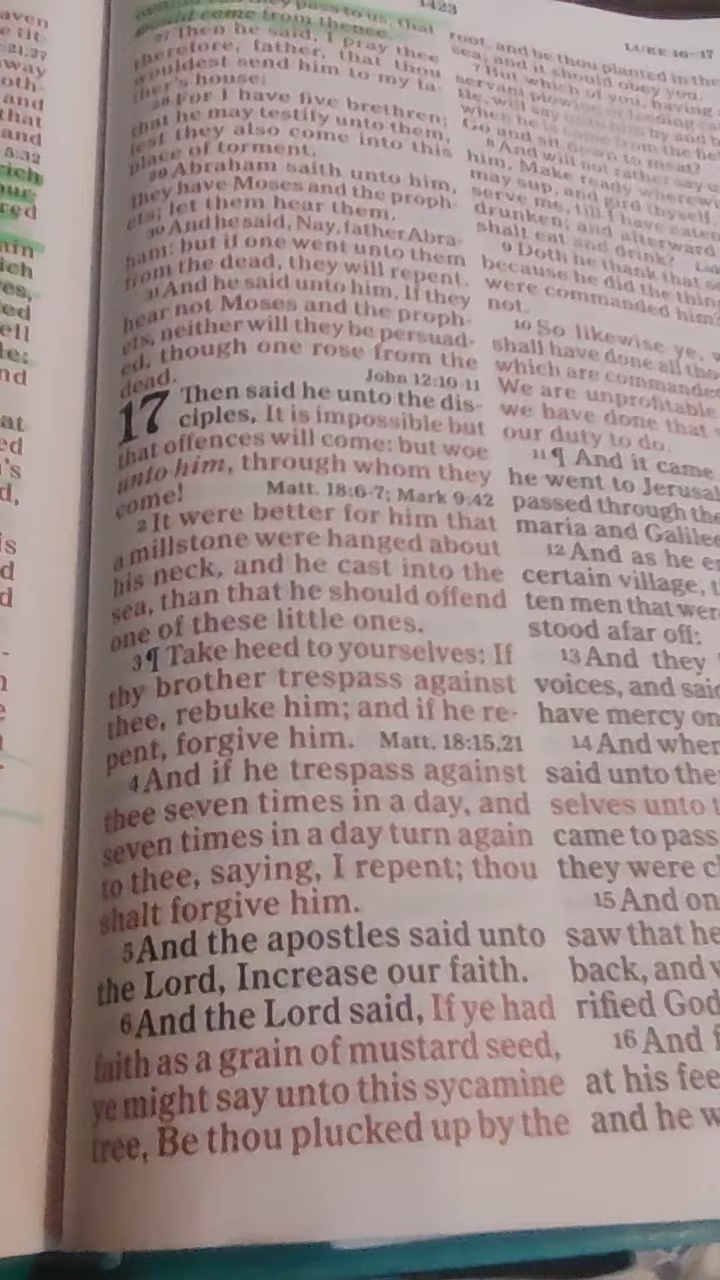 1423
LUKE 16–17
pass to us, that
would come from thence.
27 Then he said, I pray thee
therefore, father, that thou
wouldest send him to my fa-
ther's house:
28 For I have five brethren;
that he may testify unto them,
lest they also come into this
place of torment.
29 Abraham saith unto him,
they have Moses and the proph-
ets; let them hear them.
30 And he said, Nay, father Abra-
ham: but if one went unto them
from the dead, they will repent.
31 And he said unto him, If they
hear not Moses and the proph-
ets, neither will they be persuad-
ed, though one rose from the
dead.
John 12:10-11
17 Then said he unto the dis-
ciples, It is impossible but
that offences will come: but woe
unto him, through whom they
come!
Matt. 18:6-7; Mark 9:42
2 It were better for him that
a millstone were hanged about
his neck, and he cast into the
sea, than that he should offend
one of these little ones.
3 ¶ Take heed to yourselves: If
thy brother trespass against
thee, rebuke him; and if he re-
pent, forgive him. Matt. 18:15,21
4 And if he trespass against
thee seven times in a day, and
seven times in a day turn again
to thee, saying, I repent; thou
shalt forgive him.
5 And the apostles said unto
the Lord, Increase our faith.
6 And the Lord said, If ye had
faith as a grain of mustard seed,
ye might say unto this sycamine
tree, Be thou plucked up by the
root, and be thou planted in the
sea; and it should obey you.
7 But which of you, having
servant plowing or feeding
will say unto him by and
when he is come from the
Go and sit down to meat?
8 And will not rather say
him, Make ready wherewi
may sup, and gird thyself,
serve me, till I have eaten
drunken; and afterward
shalt eat and drink?
9 Doth he thank that
because he did the thin
were commanded him?
not.
10 So likewise ye,
shall have done all tho
which are commande
We are unprofitable
we have done that
our duty to do.
11 ¶ And it came
he went to Jerusal
passed through the
maria and Galilee
12 And as he e
certain village, t
ten men that wer
stood afar off:
13 And they
voices, and said
have mercy on
14 And when
said unto the
selves unto t
came to pass
they were cl
15 And on
saw that he
back, and
rified God
16 And f
at his fee
and he w